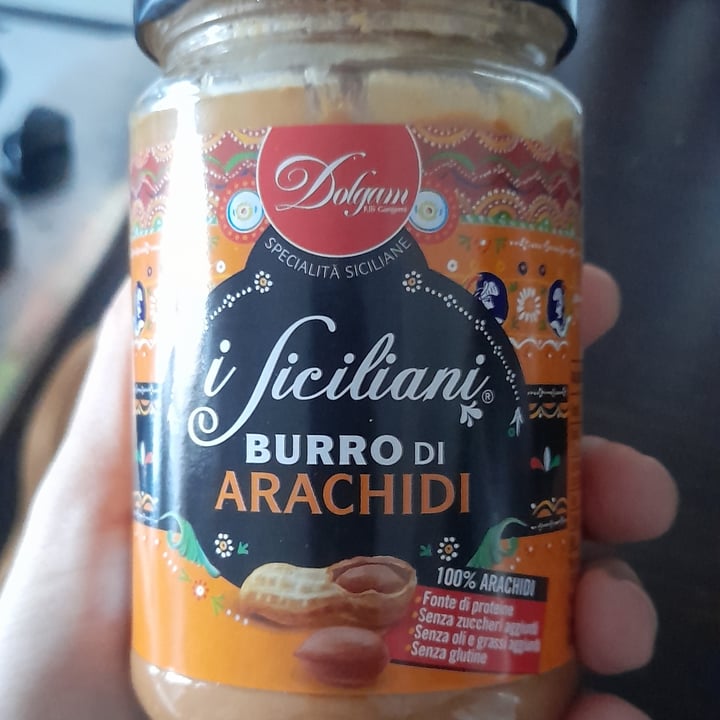 Dolgam
F.lli Gangemi
SPECIALITÀ SICILIANE
i Siciliani®
BURRO DI
ARACHIDI
100% ARACHIDI
• Fonte di proteine
• Senza zuccheri aggiunti
• Senza oli e grassi aggiunti
• Senza glutine